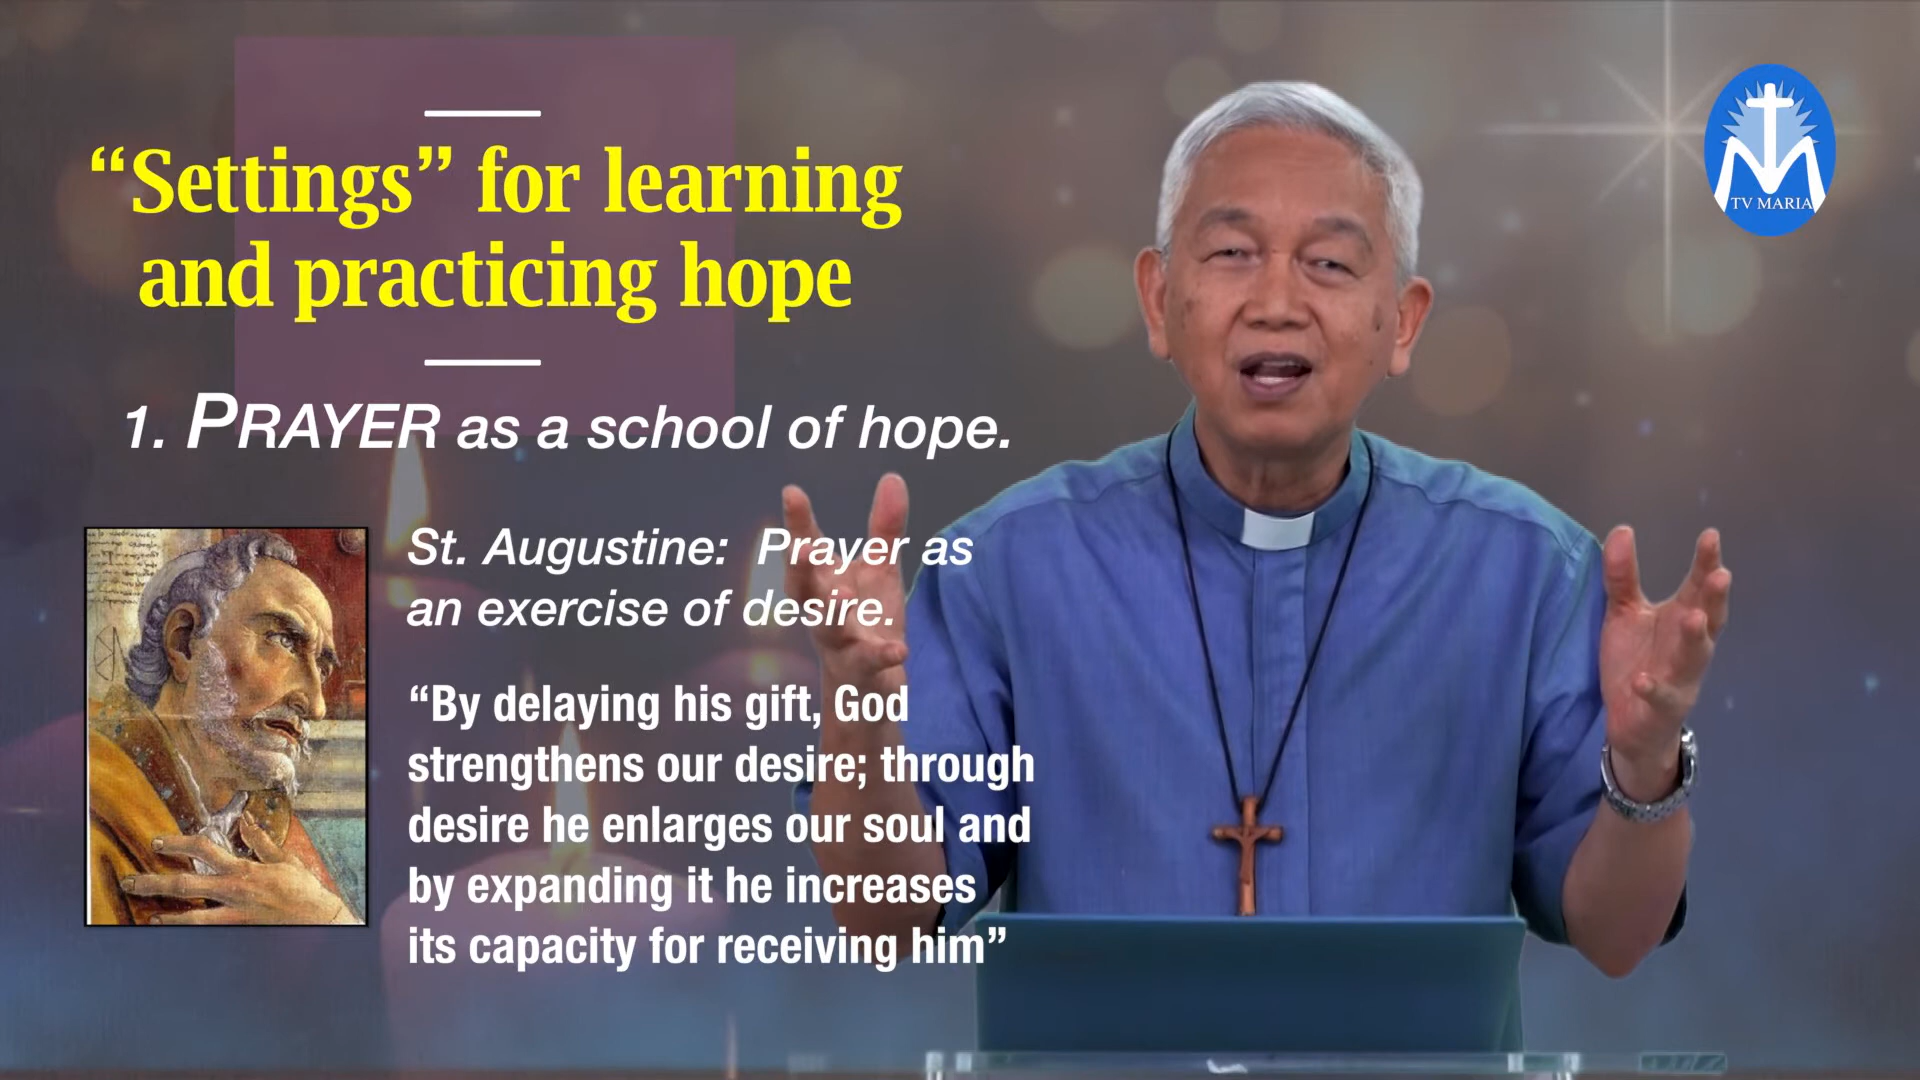 “Settings” for learning
and practicing hope
1. PRAYER as a school of hope.
St. Augustine:  Prayer as
an exercise of desire.
“By delaying his gift, God
strengthens our desire; through
desire he enlarges our soul and
by expanding it he increases
its capacity for receiving him”
TV MARIA